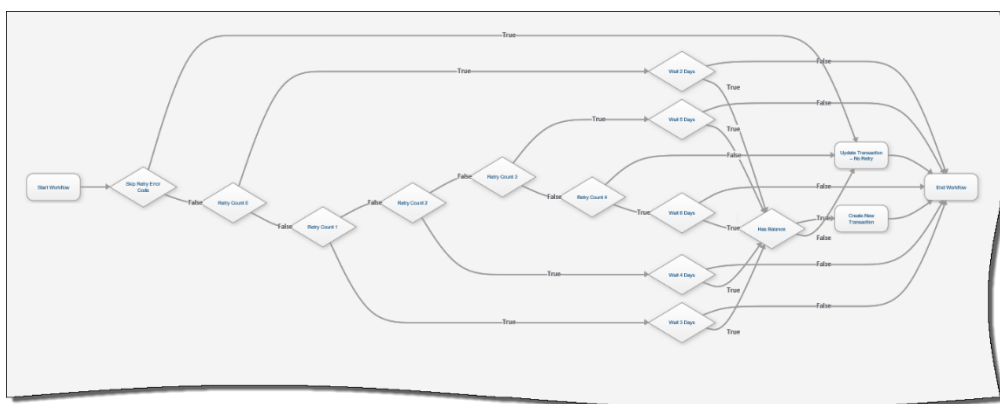 True
True
False
Wait 2 Days
True
Wait 5 Days
False
True
True
False
Update Transaction
– No Retry
Start Workflow
Skip Retry Error
Code
False
Retry Count 0
False
Retry Count 1
False
Retry Count 2
False
Retry Count 3
False
Retry Count 4
True
Wait 6 Days
False
True
Has Balance
True
False
Create New
Transaction
End Workflow
True
Wait 4 Days
False
True
True
Wait 3 Days
False
True